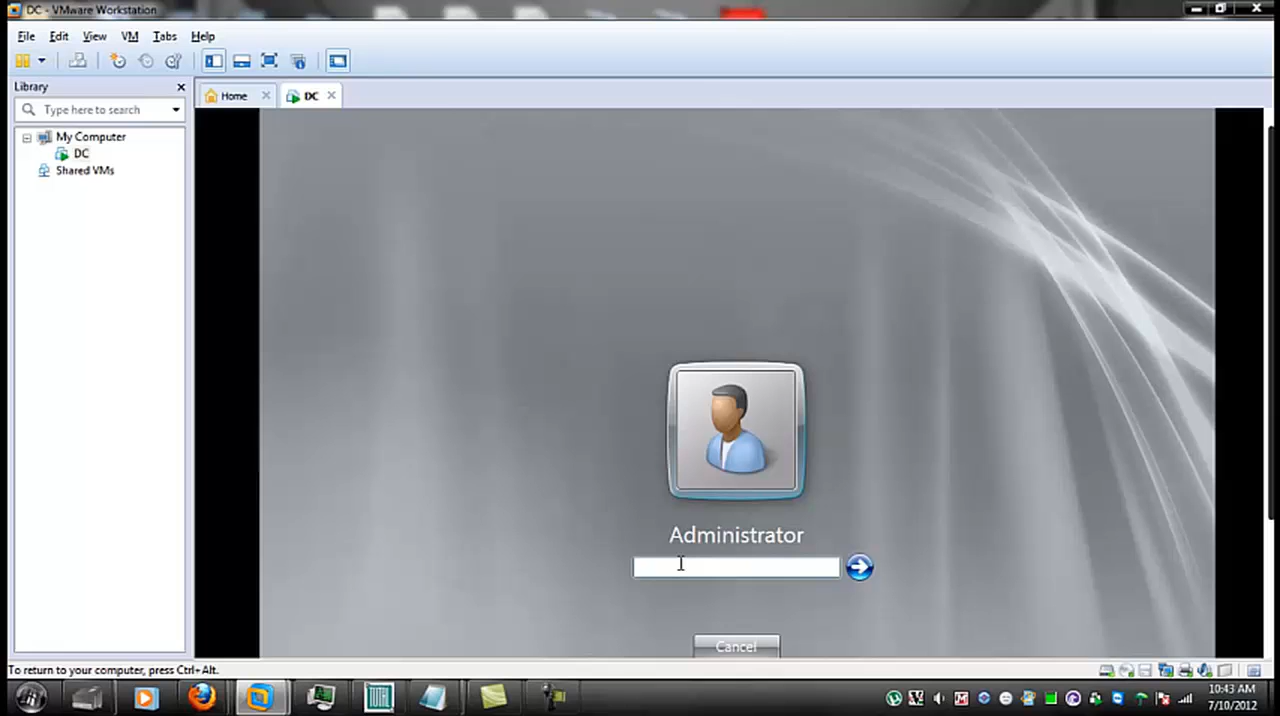 DC - VMware Workstation
File Edit View VM Tabs Help
Library
Type here to search
My Computer
DC
Shared VMs
Home
DC
Administrator
Cancel
To return to your computer, press Ctrl+Alt.
TOTAL
10:43 AM
7/10/2012